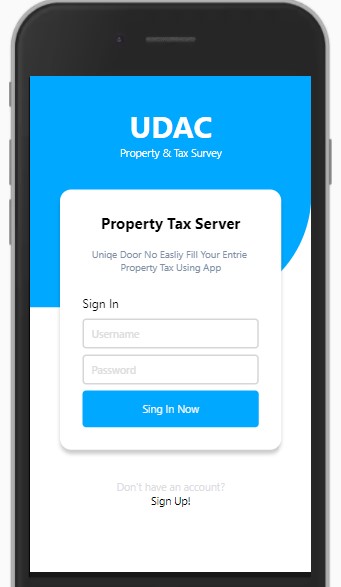 UDAC
Property & Tax Survey
Property Tax Server
Uniqe Door No Easliy Fill Your Entrie
Property Tax Using App
Sign In
Username
Password
Sing In Now
Don't have an account?
Sign Up!